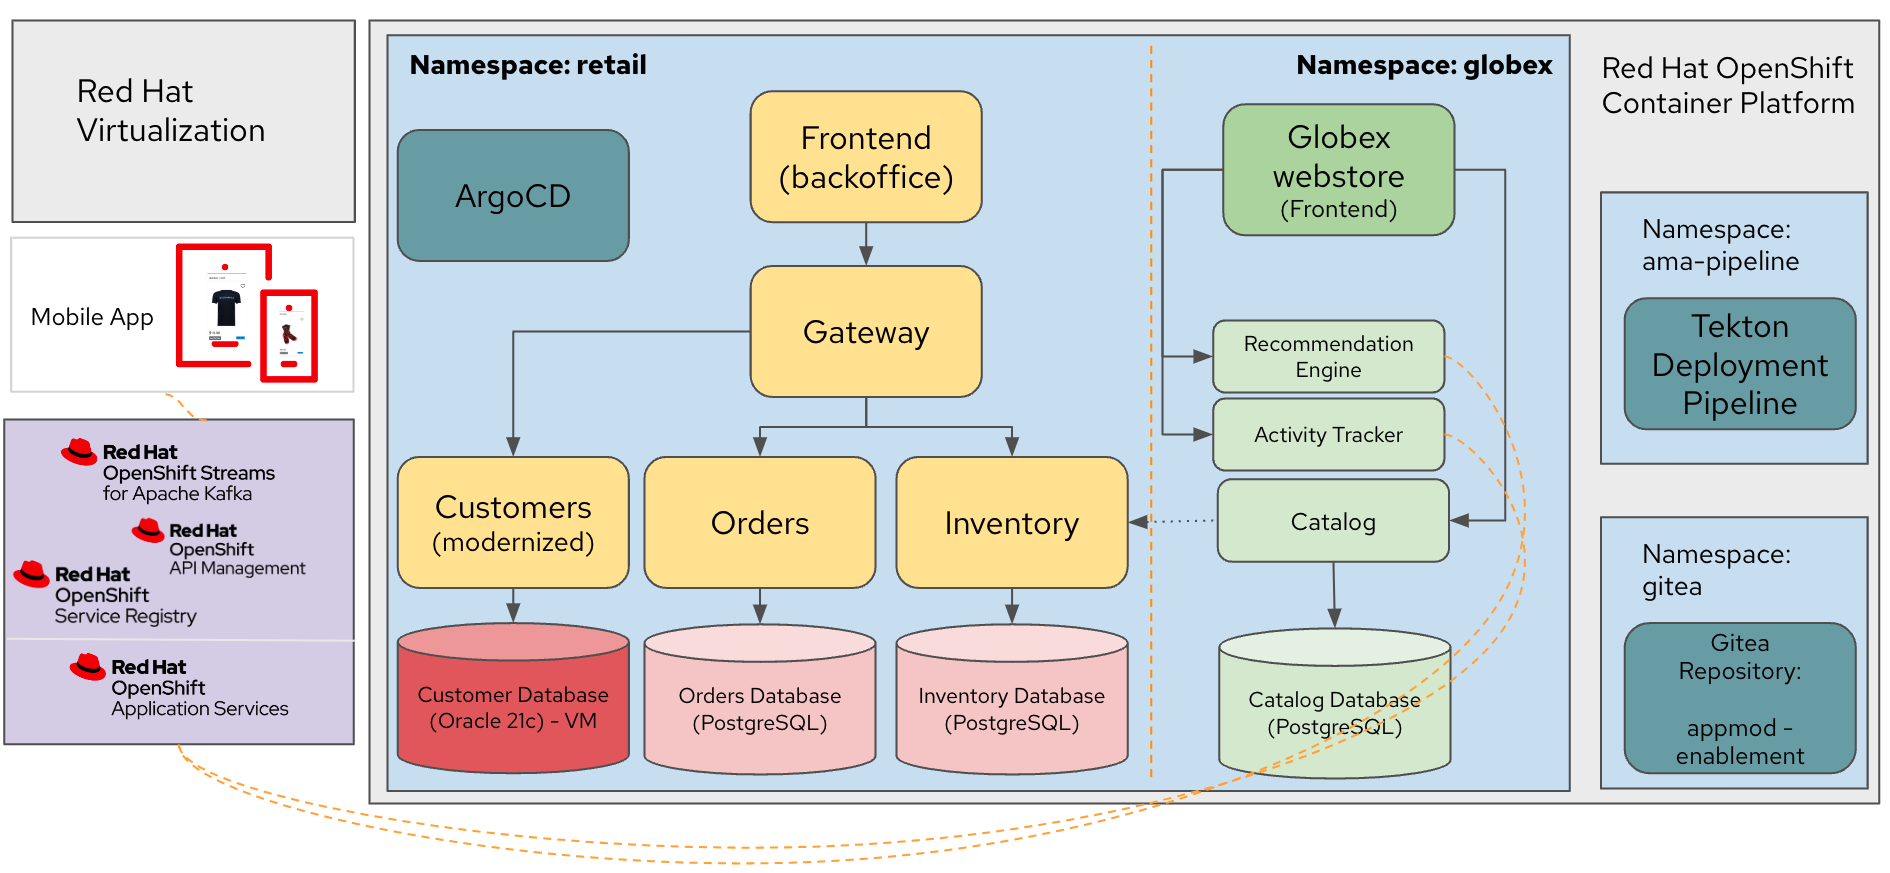 Red Hat
Virtualization
Mobile App
Red Hat
OpenShift Streams
for Apache Kafka
Red Hat
OpenShift
API Management
Red Hat
OpenShift
Service Registry
Red Hat
OpenShift
Application Services
Namespace: retail
ArgoCD
Frontend
(backoffice)
Gateway
Customers
(modernized)
Orders
Inventory
Customer Database
(Oracle 21c) - VM
Orders Database
(PostgreSQL)
Inventory Database
(PostgreSQL)
Namespace: globex
Globex
webstore
(Frontend)
Recommendation
Engine
Activity Tracker
Catalog
Catalog Database
(PostgreSQL)
Red Hat OpenShift
Container Platform
Namespace:
ama-pipeline
Tekton
Deployment
Pipeline
Namespace:
gitea
Gitea
Repository:
appmod -
enablement